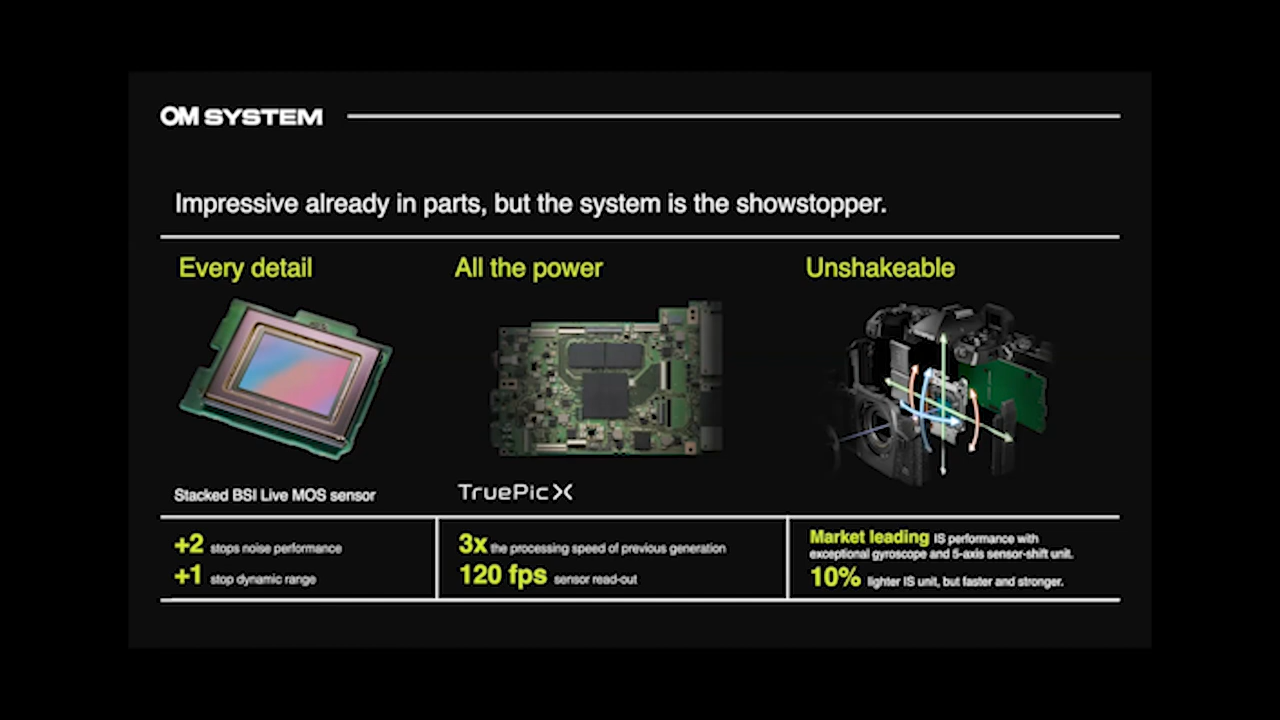 OM SYSTEM
Impressive already in parts, but the system is the showstopper.
Every detail
All the power
Unshakeable
Stacked BSI Live MOS sensor
TruePic X
+2 stops noise performance
+1 stop dynamic range
3x the processing speed of previous generation
120 fps sensor read-out
Market leading IS performance with
exceptional gyroscope and 5-axis sensor-shift unit.
10% lighter IS unit, but faster and stronger.